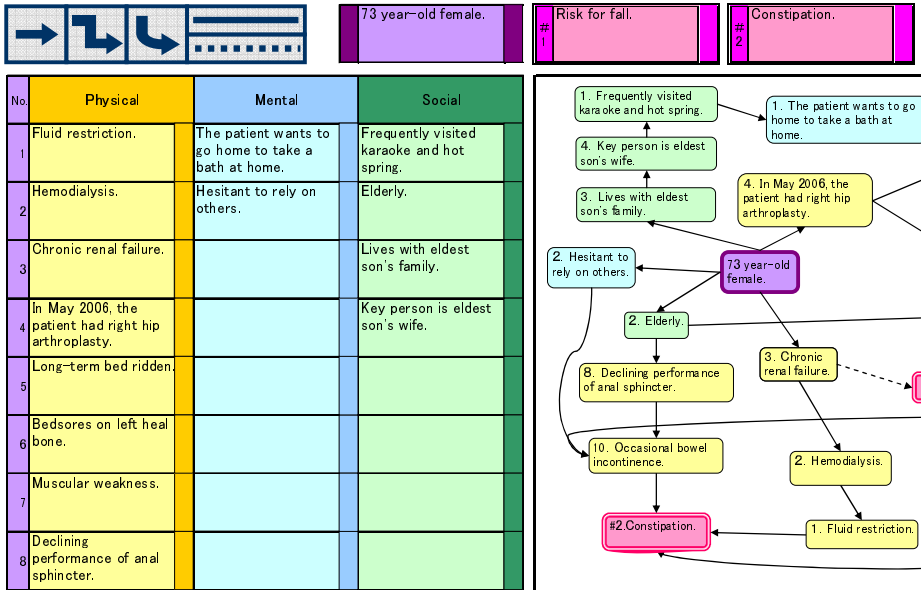 73 year-old female.
#
1
Risk for fall.
#
2
Constipation.
No.
Physical
Mental
Social
1
Fluid restriction.
The patient wants to
go home to take a
bath at home.
Frequently visited
karaoke and hot
spring.
2
Hemodialysis.
Hesitant to rely on
others.
Elderly.
3
Chronic renal failure.
Lives with eldest
son's family.
4
In May 2006, the
patient had right hip
arthroplasty.
Key person is eldest
son's wife.
5
Long-term bed ridden.
6
Bedsores on left heal
bone.
7
Muscular weakness.
8
Declining
performance of anal
sphincter.
1. Frequently visited
karaoke and hot spring.
1. The patient wants to go
home to take a bath at
home.
4. Key person is eldest
son's wife.
3. Lives with eldest
son's family.
4. In May 2006, the
patient had right hip
arthroplasty.
2. Hesitant to
rely on others.
73 year-old
female.
2. Elderly.
3. Chronic
renal failure.
8. Declining performance
of anal sphincter.
10. Occasional bowel
incontinence.
2. Hemodialysis.
#2.Constipation.
1. Fluid restriction.